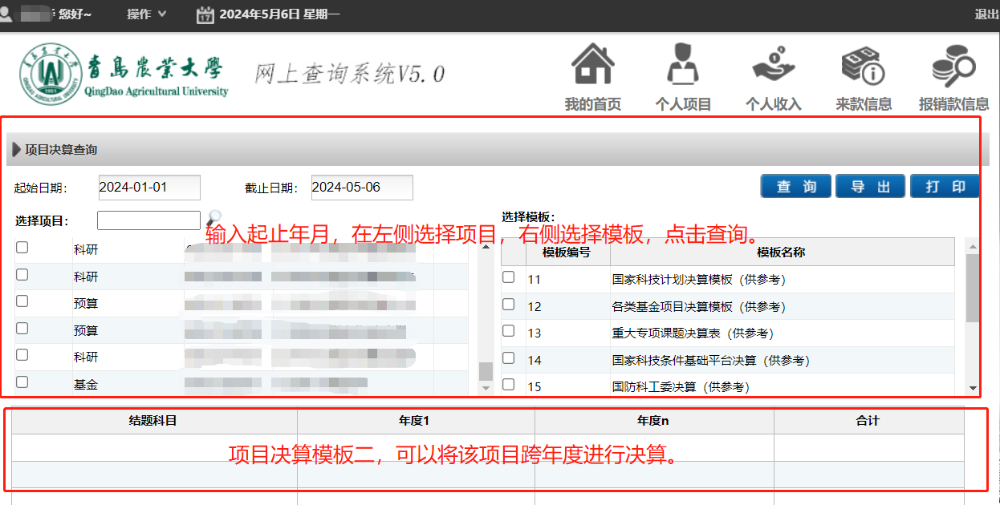 您好~ 操作 2024年5月6日 星期一 退出
青岛农业大学 网上查询系统V5.0
QingDao Agricultural University
我的首页 个人项目 个人收入 来款信息 报销款信息
项目决算查询
起始日期： 2024-01-01 截止日期： 2024-05-06 查 询 导 出 打 印
选择项目： 选择模板：
输入起止年月，在左侧选择项目，右侧选择模板，点击查询。
模板编号 模板名称
科研
科研
预算
预算
科研
基金
11 国家科技计划决算模板（供参考）
12 各类基金项目决算模板（供参考）
13 重大专项课题决算表（供参考）
14 国家科技条件基础平台决算（供参考）
15 国防科工委决算（供参考）
结题科目 年度1 年度n 合计
项目决算模板二，可以将该项目跨年度进行决算。